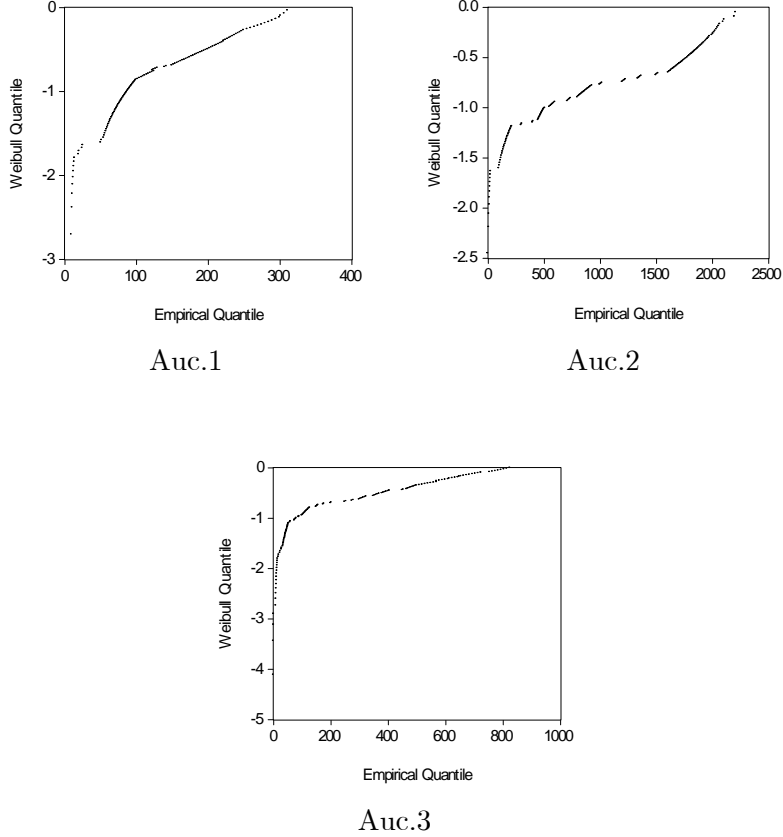 0
-1
-2
-3
Weibull Quantile
0 100 200 300 400
Empirical Quantile
Auc.1
0.0
-0.5
-1.0
-1.5
-2.0
-2.5
Weibull Quantile
0 500 1000 1500 2000 2500
Empirical Quantile
Auc.2
0
-1
-2
-3
-4
-5
Weibull Quantile
0 200 400 600 800 1000
Empirical Quantile
Auc.3